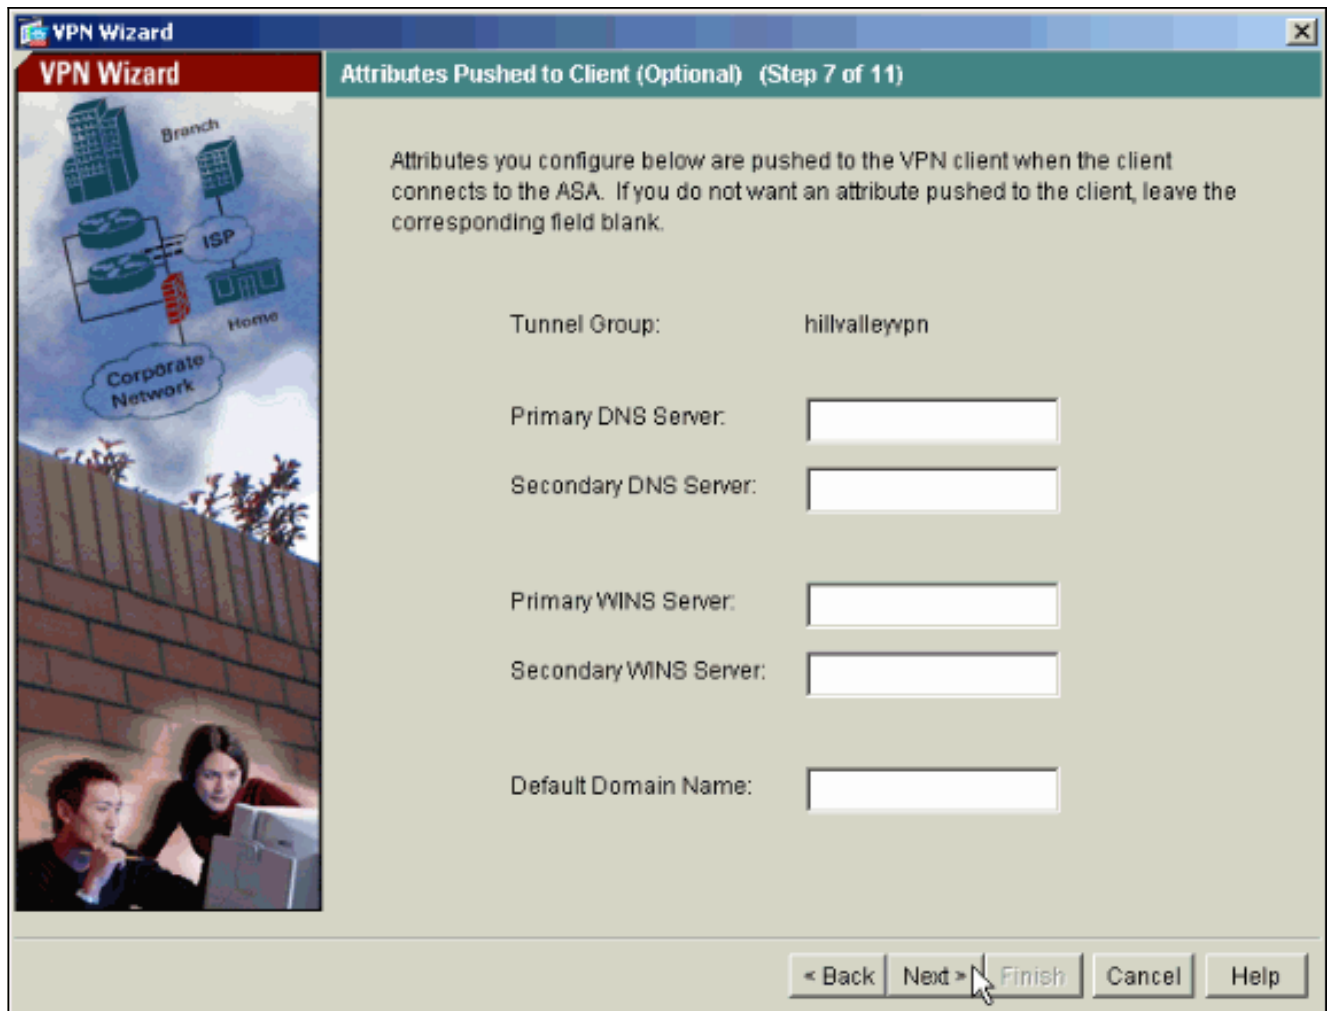 VPN Wizard
VPN Wizard
Attributes Pushed to Client (Optional) (Step 7 of 11)
Branch
ISP
Home
Corporate
Network
Attributes you configure below are pushed to the VPN client when the client
connects to the ASA. If you do not want an attribute pushed to the client, leave the
corresponding field blank.
Tunnel Group: hillvalleyvpn
Primary DNS Server:
Secondary DNS Server:
Primary WINS Server:
Secondary WINS Server:
Default Domain Name:
< Back Next > Finish Cancel Help